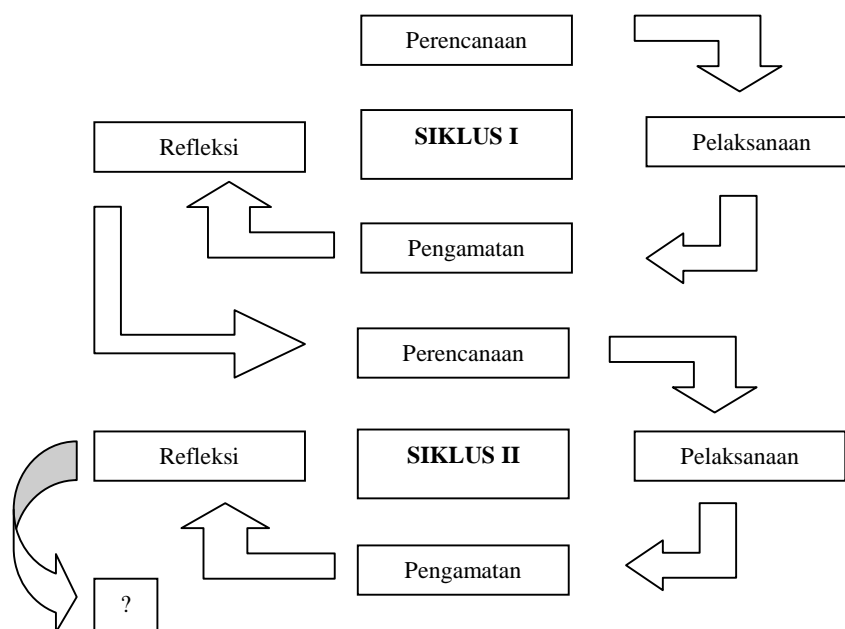 Perencanaan
Refleksi
SIKLUS I
Pelaksanaan
Pengamatan
Perencanaan
Refleksi
SIKLUS II
Pelaksanaan
Pengamatan
?